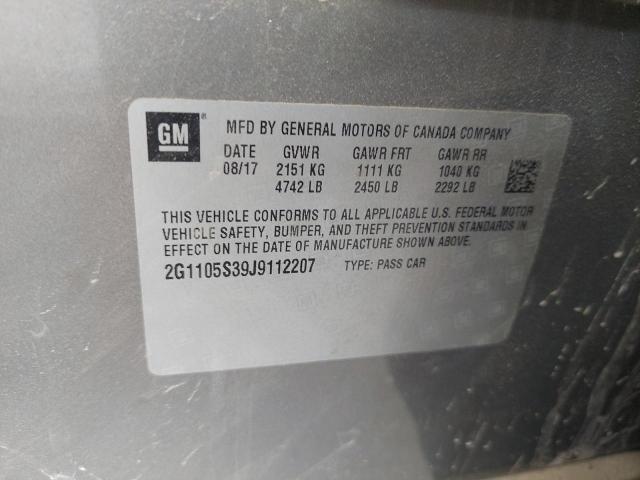 GM® MFD BY GENERAL MOTORS OF CANADA COMPANY
DATE GVWR GAWR FRT GAWR RR
08/17 2151 KG 1111 KG 1040 KG
4742 LB 2450 LB 2292 LB
THIS VEHICLE CONFORMS TO ALL APPLICABLE U.S. FEDERAL MOTOR
VEHICLE SAFETY, BUMPER, AND THEFT PREVENTION STANDARDS IN
EFFECT ON THE DATE OF MANUFACTURE SHOWN ABOVE.
2G1105S39J9112207 TYPE: PASS CAR